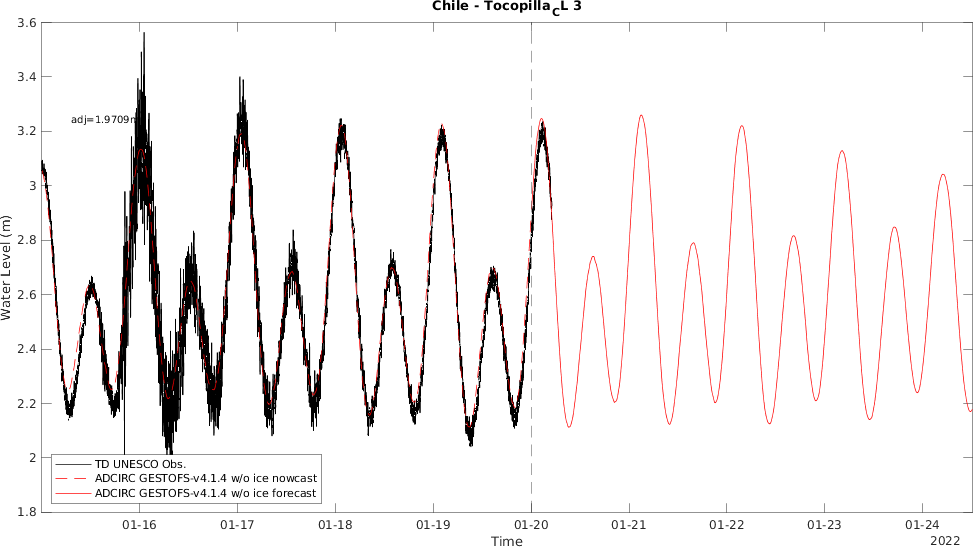 Chile - Tocopilla_CL 3
3.6
3.4
3.2
3
2.8
2.6
2.4
2.2
2
1.8
Water Level (m)
adj=1.9709m
TD UNESCO Obs.
ADCIRC GESTOFS-v4.1.4 w/o ice nowcast
ADCIRC GESTOFS-v4.1.4 w/o ice forecast
01-16 01-17 01-18 01-19 01-20 01-21 01-22 01-23 01-24
Time
2022